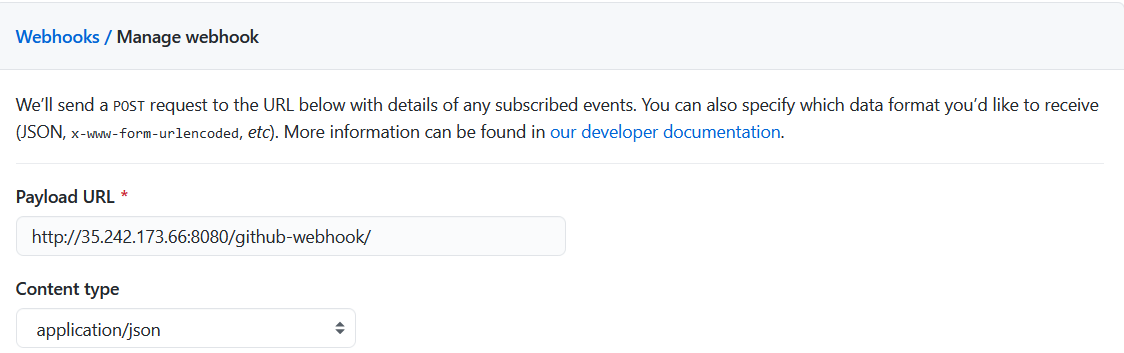 Webhooks / Manage webhook
We’ll send a POST request to the URL below with details of any subscribed events. You can also specify which data format you’d like to receive
(JSON, x-www-form-urlencoded, etc). More information can be found in our developer documentation.
Payload URL *
http://35.242.173.66:8080/github-webhook/
Content type
application/json